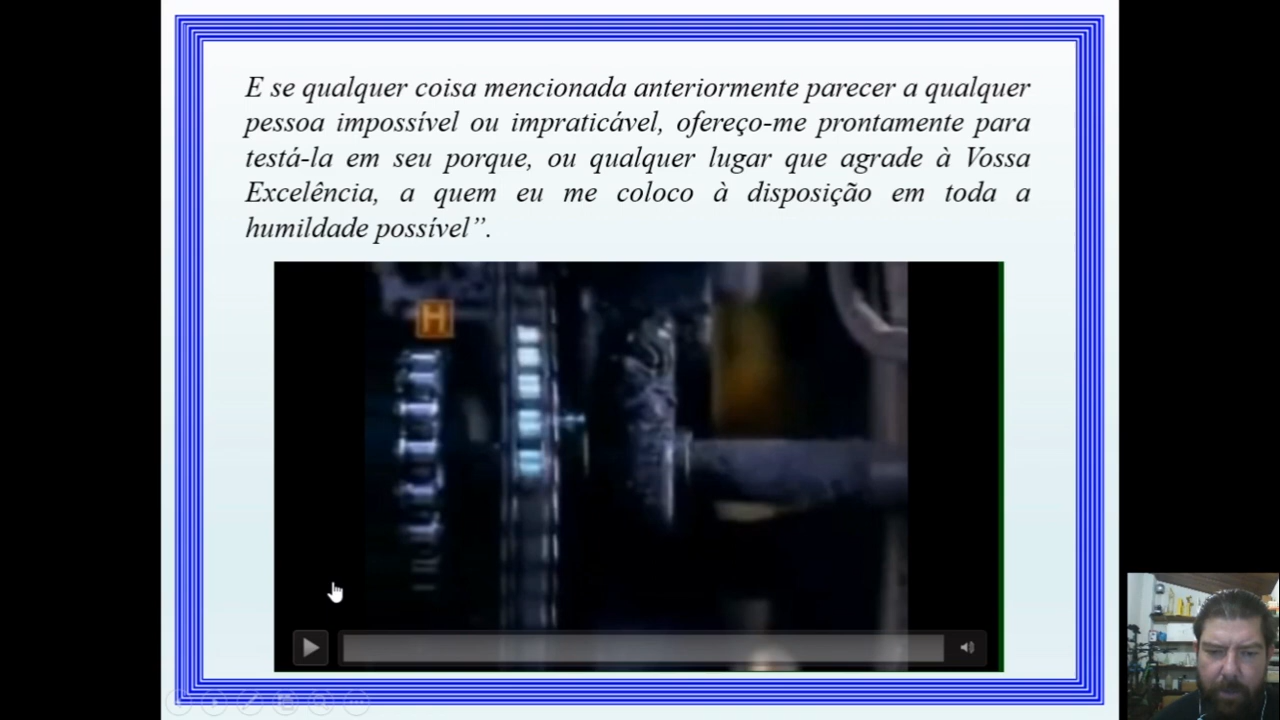 E se qualquer coisa mencionada anteriormente parecer a qualquer
pessoa impossível ou impraticável, ofereço-me prontamente para
testá-la em seu porque, ou qualquer lugar que agrade à Vossa
Excelência, a quem eu me coloco à disposição em toda a
humildade possível”.
H